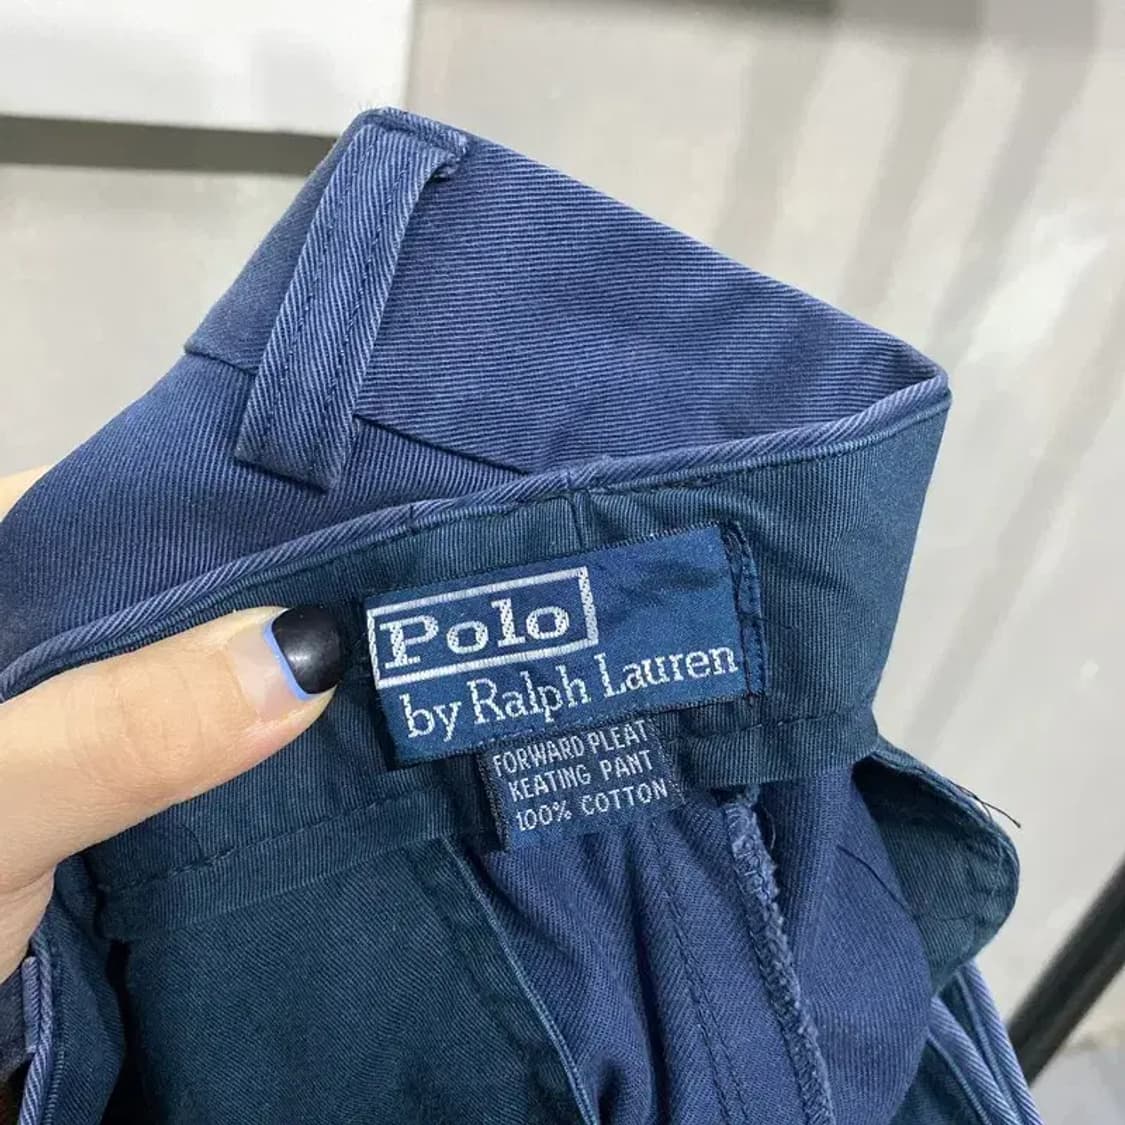 Polo
by Ralph Lauren
FORWARD PLEAT
KEATING PANT
100% COTTON